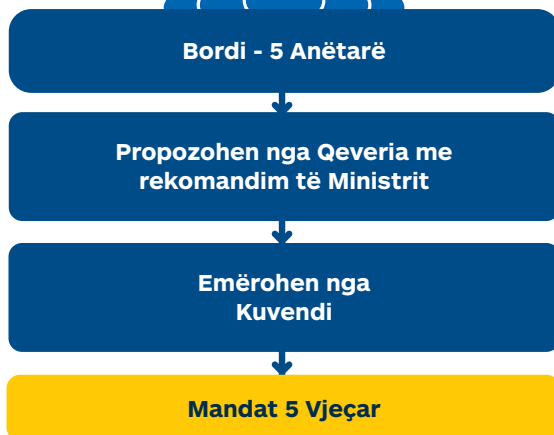 Bordi - 5 Anëtarë
Propozohen nga Qeveria me
rekomandim të Ministrit
Emërohen nga
Kuvendi
Mandat 5 Vjeçar